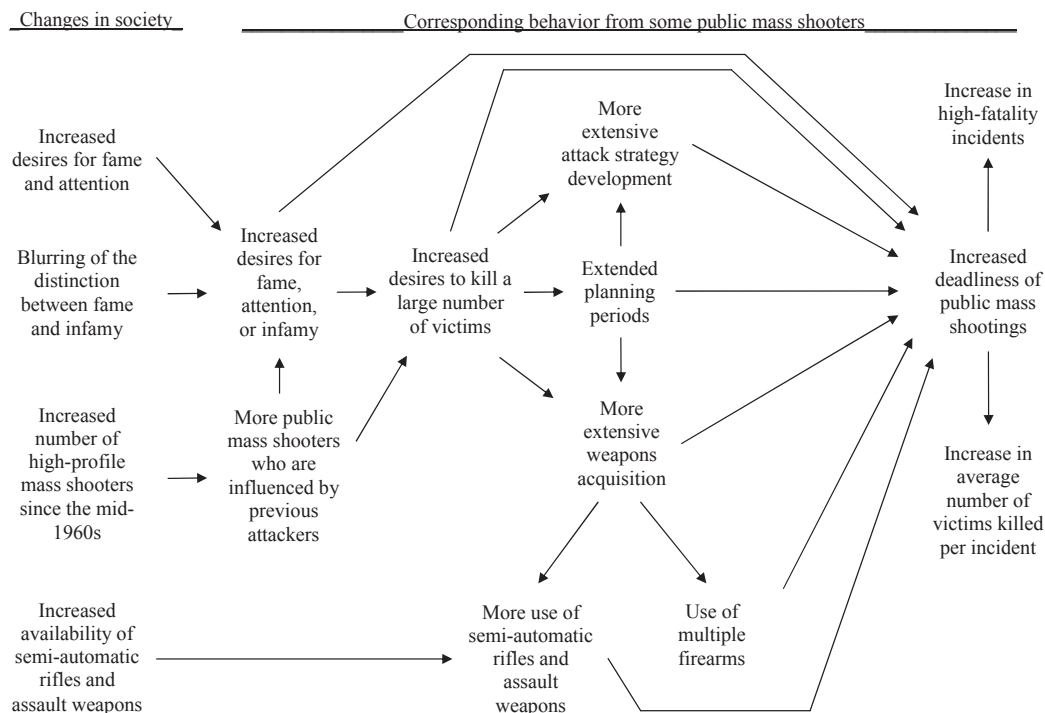 Changes in society
Corresponding behavior from some public mass shooters
Increased
desires for fame
and attention
Blurring of the
distinction
between fame
and infamy
Increased
number of
high-profile
mass shooters
since the mid-
1960s
Increased
availability of
semi-automatic
rifles and
assault weapons
Increased
desires for
fame,
attention,
or infamy
More public
mass shooters
who are
influenced by
previous
attackers
Increased
desires to kill a
large number
of victims
More
extensive
attack strategy
development
Extended
planning
periods
More
extensive
weapons
acquisition
More use of
semi-automatic
rifles and
assault
weapons
Use of
multiple
firearms
Increase in
high-fatality
incidents
Increased
deadliness of
public mass
shootings
Increase in
average
number of
victims killed
per incident